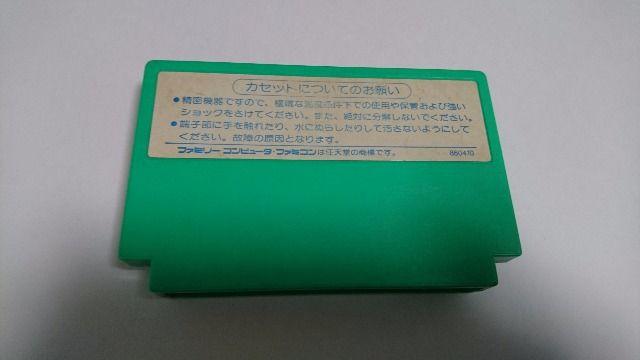 カセットについてのお願い
●精密機器ですので、極端な温度条件下での使用や保管および強い
ショックをさけてください。また、絶対に分解しないでください。
●端子部に手を触れたり、水にぬらしたりして汚さないようにして
ください。故障の原因となります。
ファミリーコンピュータ・ファミコンは任天堂の商標です。 860410